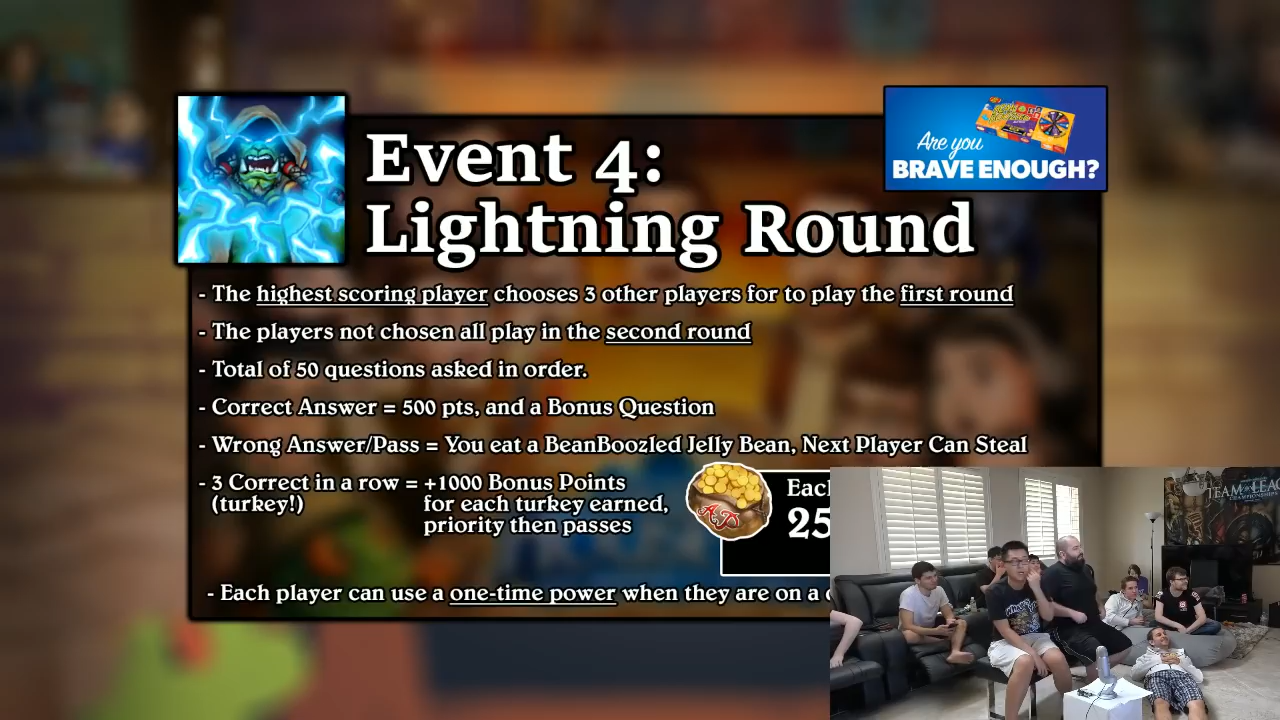 Are you
BRAVE ENOUGH?
Event 4:
Lightning Round
- The highest scoring player chooses 3 other players for to play the first round
- The players not chosen all play in the second round
- Total of 50 questions asked in order.
- Correct Answer = 500 pts, and a Bonus Question
- Wrong Answer/Pass = You eat a BeanBoozled Jelly Bean, Next Player Can Steal
- 3 Correct in a row = +1000 Bonus Points
(turkey!) for each turkey earned,
priority then passes
25
- Each player can use a one-time power when they are on a
TEAM LEAGUE